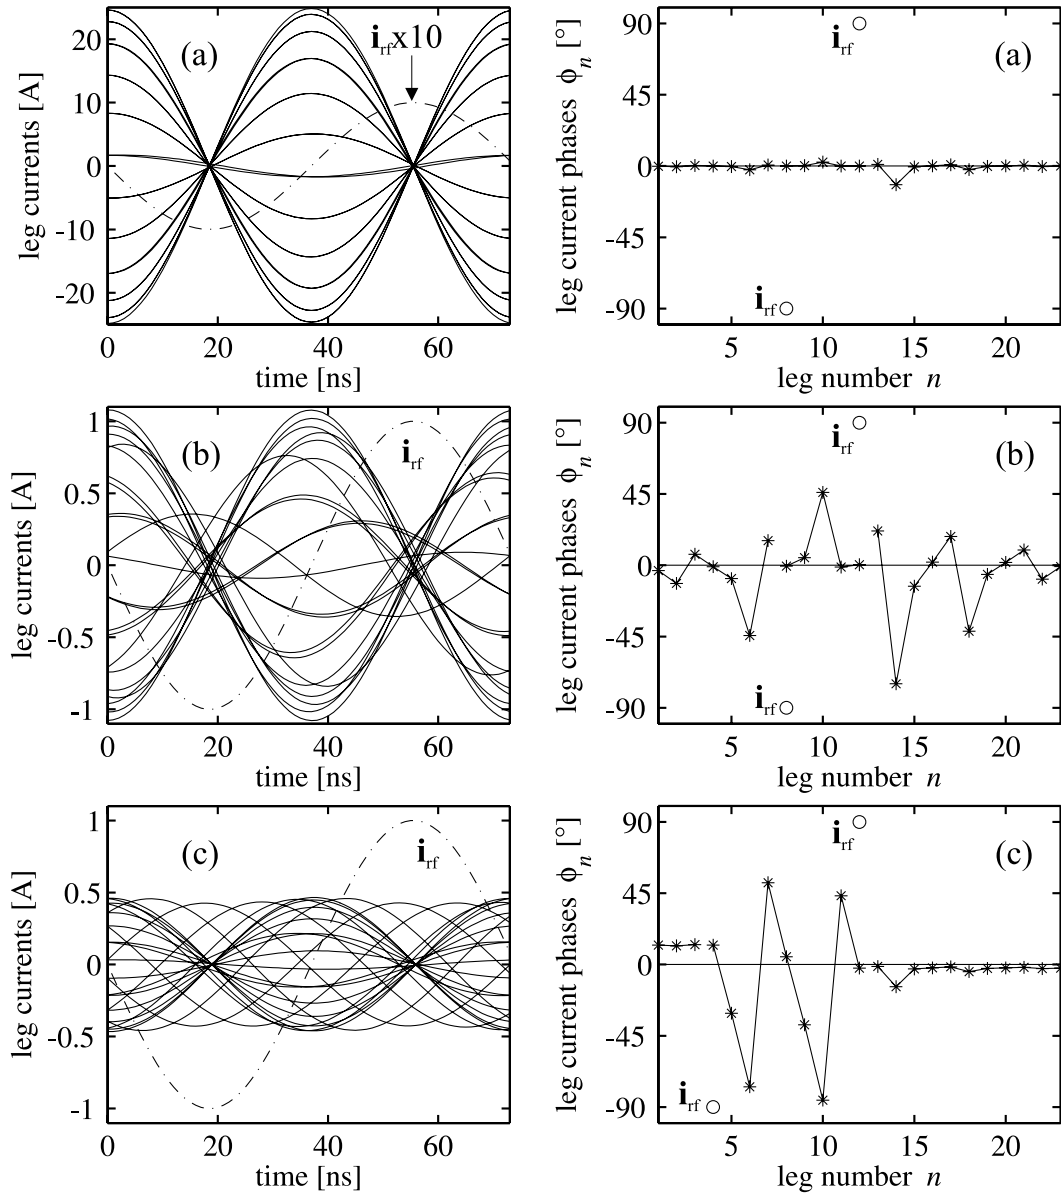 (a)
i_rf x10
leg currents [A]
20
10
0
-10
-20
0
20
40
60
time [ns]
(a)
i_rf
i_rf
leg current phases ϕ_n [°]
90
45
0
-45
-90
5
10
15
20
leg number n
(b)
i_rf
leg currents [A]
1
0.5
0
-0.5
-1
0
20
40
60
time [ns]
(b)
i_rf
i_rf
leg current phases ϕ_n [°]
90
45
0
-45
-90
5
10
15
20
leg number n
(c)
i_rf
leg currents [A]
1
0.5
0
-0.5
-1
0
20
40
60
time [ns]
(c)
i_rf
i_rf
leg current phases ϕ_n [°]
90
45
0
-45
-90
5
10
15
20
leg number n